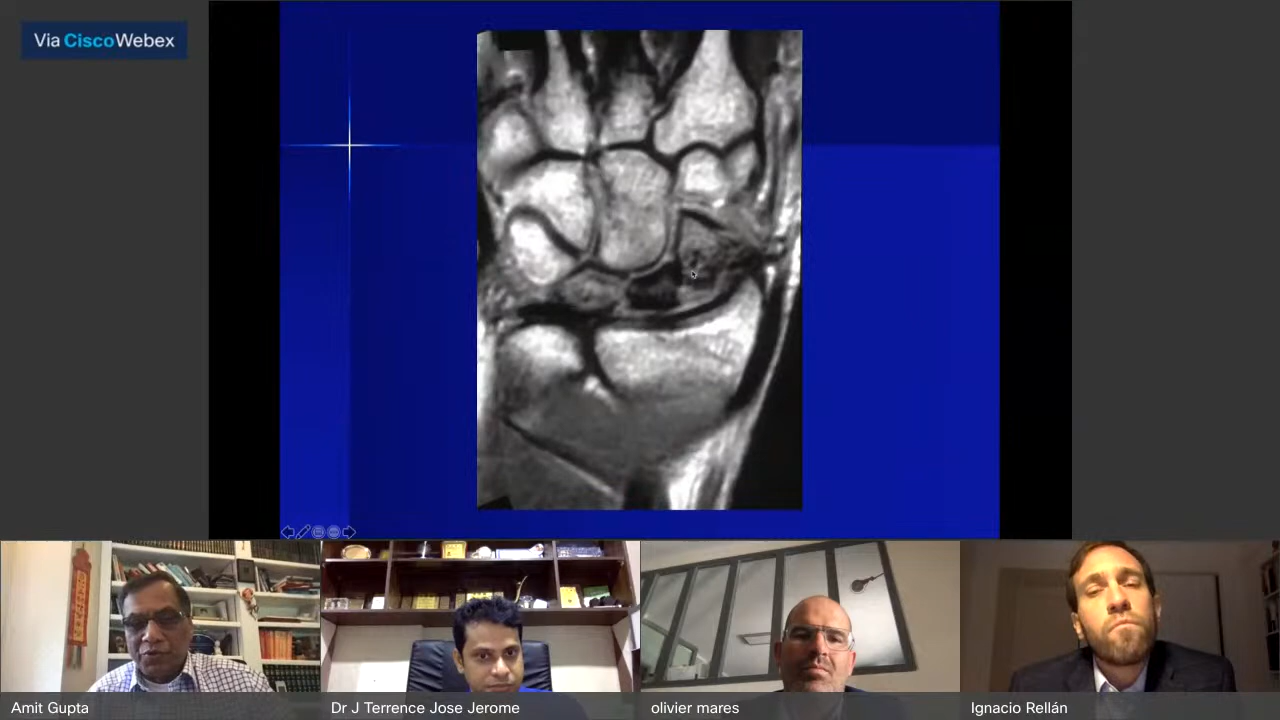 Via CiscoWebex
Amit Gupta
Dr J Terrence Jose Jerome
olivier mares
Ignacio Rellán